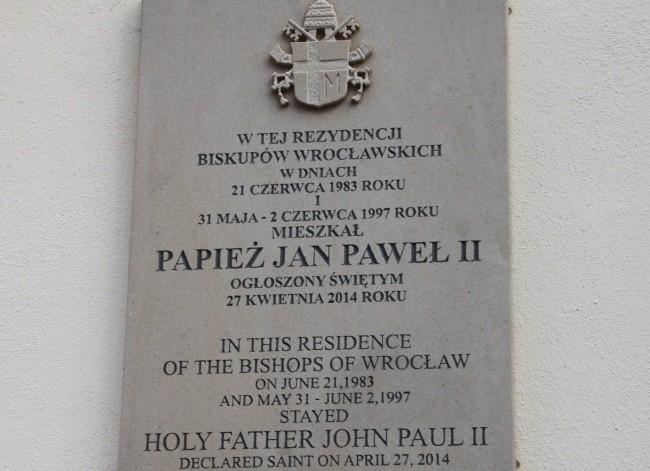 M
W TEJ REZYDENCJI
BISKUPÓW WROCŁAWSKICH
W DNIACH
21 CZERWCA 1983 ROKU
I
31 MAJA - 2 CZERWCA 1997 ROKU
MIESZKAŁ
PAPIEŻ JAN PAWEŁ II
OGŁOSZONY ŚWIĘTYM
27 KWIETNIA 2014 ROKU
IN THIS RESIDENCE
OF THE BISHOPS OF WROCŁAW
ON JUNE 21,1983
AND MAY 31 - JUNE 2,1997
STAYED
HOLY FATHER JOHN PAUL II
DECLARED SAINT ON APRIL 27, 2014